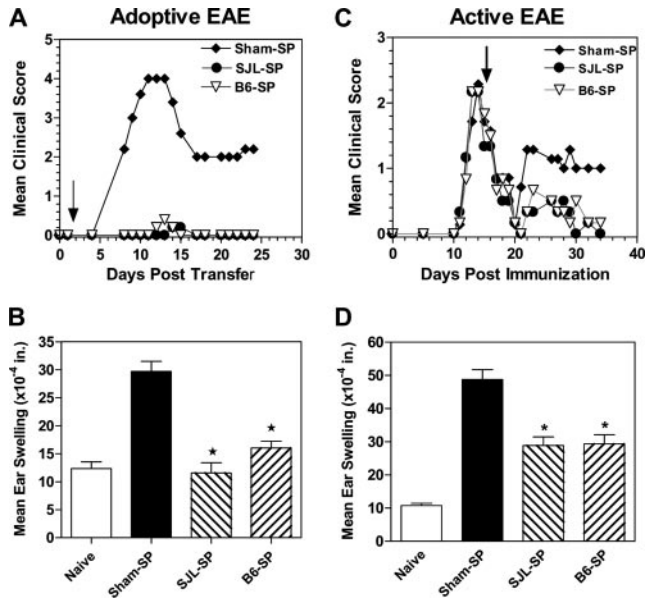 A
Adoptive EAE
Mean Clinical Score
5
4
3
2
1
0
Sham-SP
SJL-SP
B6-SP
0 5 10 15 20 25 30
Days Post Transfer
C
Active EAE
Mean Clinical Score
3
2
1
0
Sham-SP
SJL-SP
B6-SP
0 10 20 30 40
Days Post Immunization
B
Mean Ear Swelling (x10⁻⁴ in.)
35
30
25
20
15
10
5
0
★
★
Naive
Sham-SP
SJL-SP
B6-SP
D
Mean Ear Swelling (x10⁻⁴ in.)
60
50
40
30
20
10
0
*
*
Naive
Sham-SP
SJL-SP
B6-SP